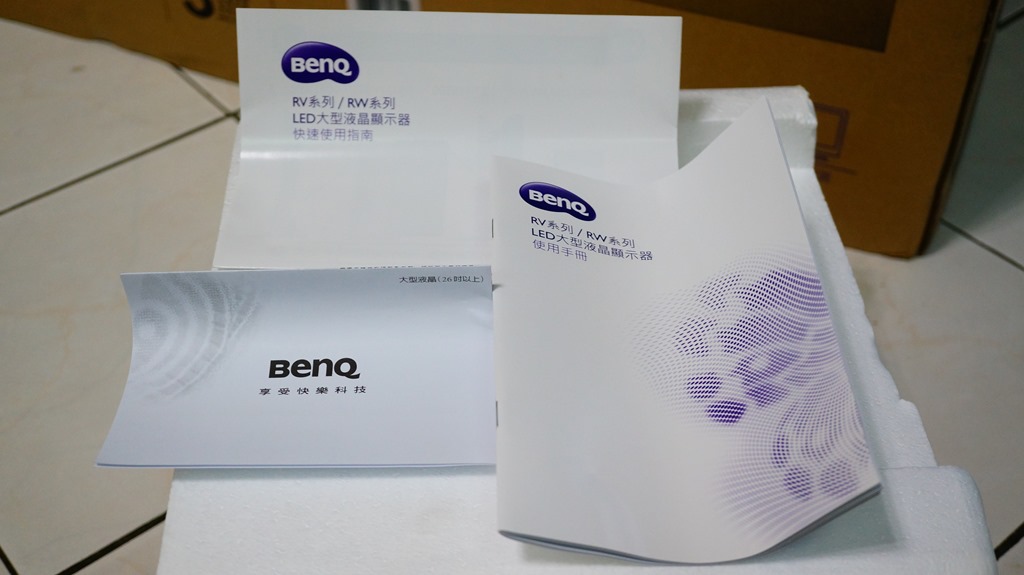 BenQ
RV系列 / RW系列
LED大型液晶顯示器
快速使用指南
BenQ
RV系列 / RW系列
LED大型液晶顯示器
使用手冊
大型液晶(26吋以上)
BenQ
享受快樂科技